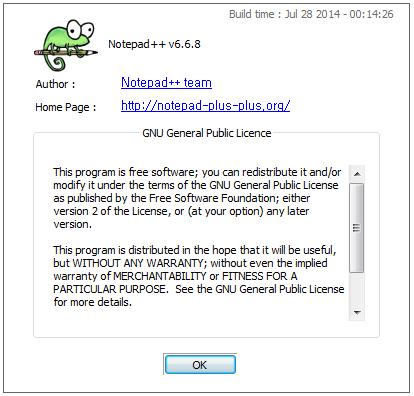 Build time : Jul 28 2014 - 00:14:26
Notepad++ v6.6.8
Author : Notepad++ team
Home Page : http://notepad-plus-plus.org/
GNU General Public Licence
This program is free software; you can redistribute it and/or
modify it under the terms of the GNU General Public License
as published by the Free Software Foundation; either
version 2 of the License, or (at your option) any later
version.
This program is distributed in the hope that it will be useful,
but WITHOUT ANY WARRANTY; without even the implied
warranty of MERCHANTABILITY or FITNESS FOR A
PARTICULAR PURPOSE. See the GNU General Public License
for more details.
OK